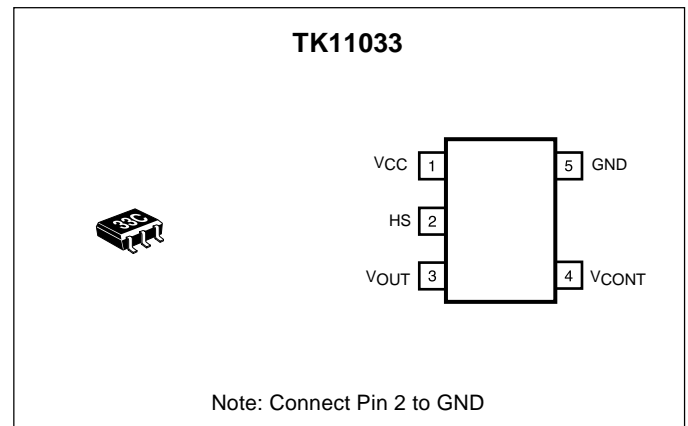 TK11033
33C
VCC 1
5 GND
HS 2
VOUT 3
4 VCONT
Note: Connect Pin 2 to GND